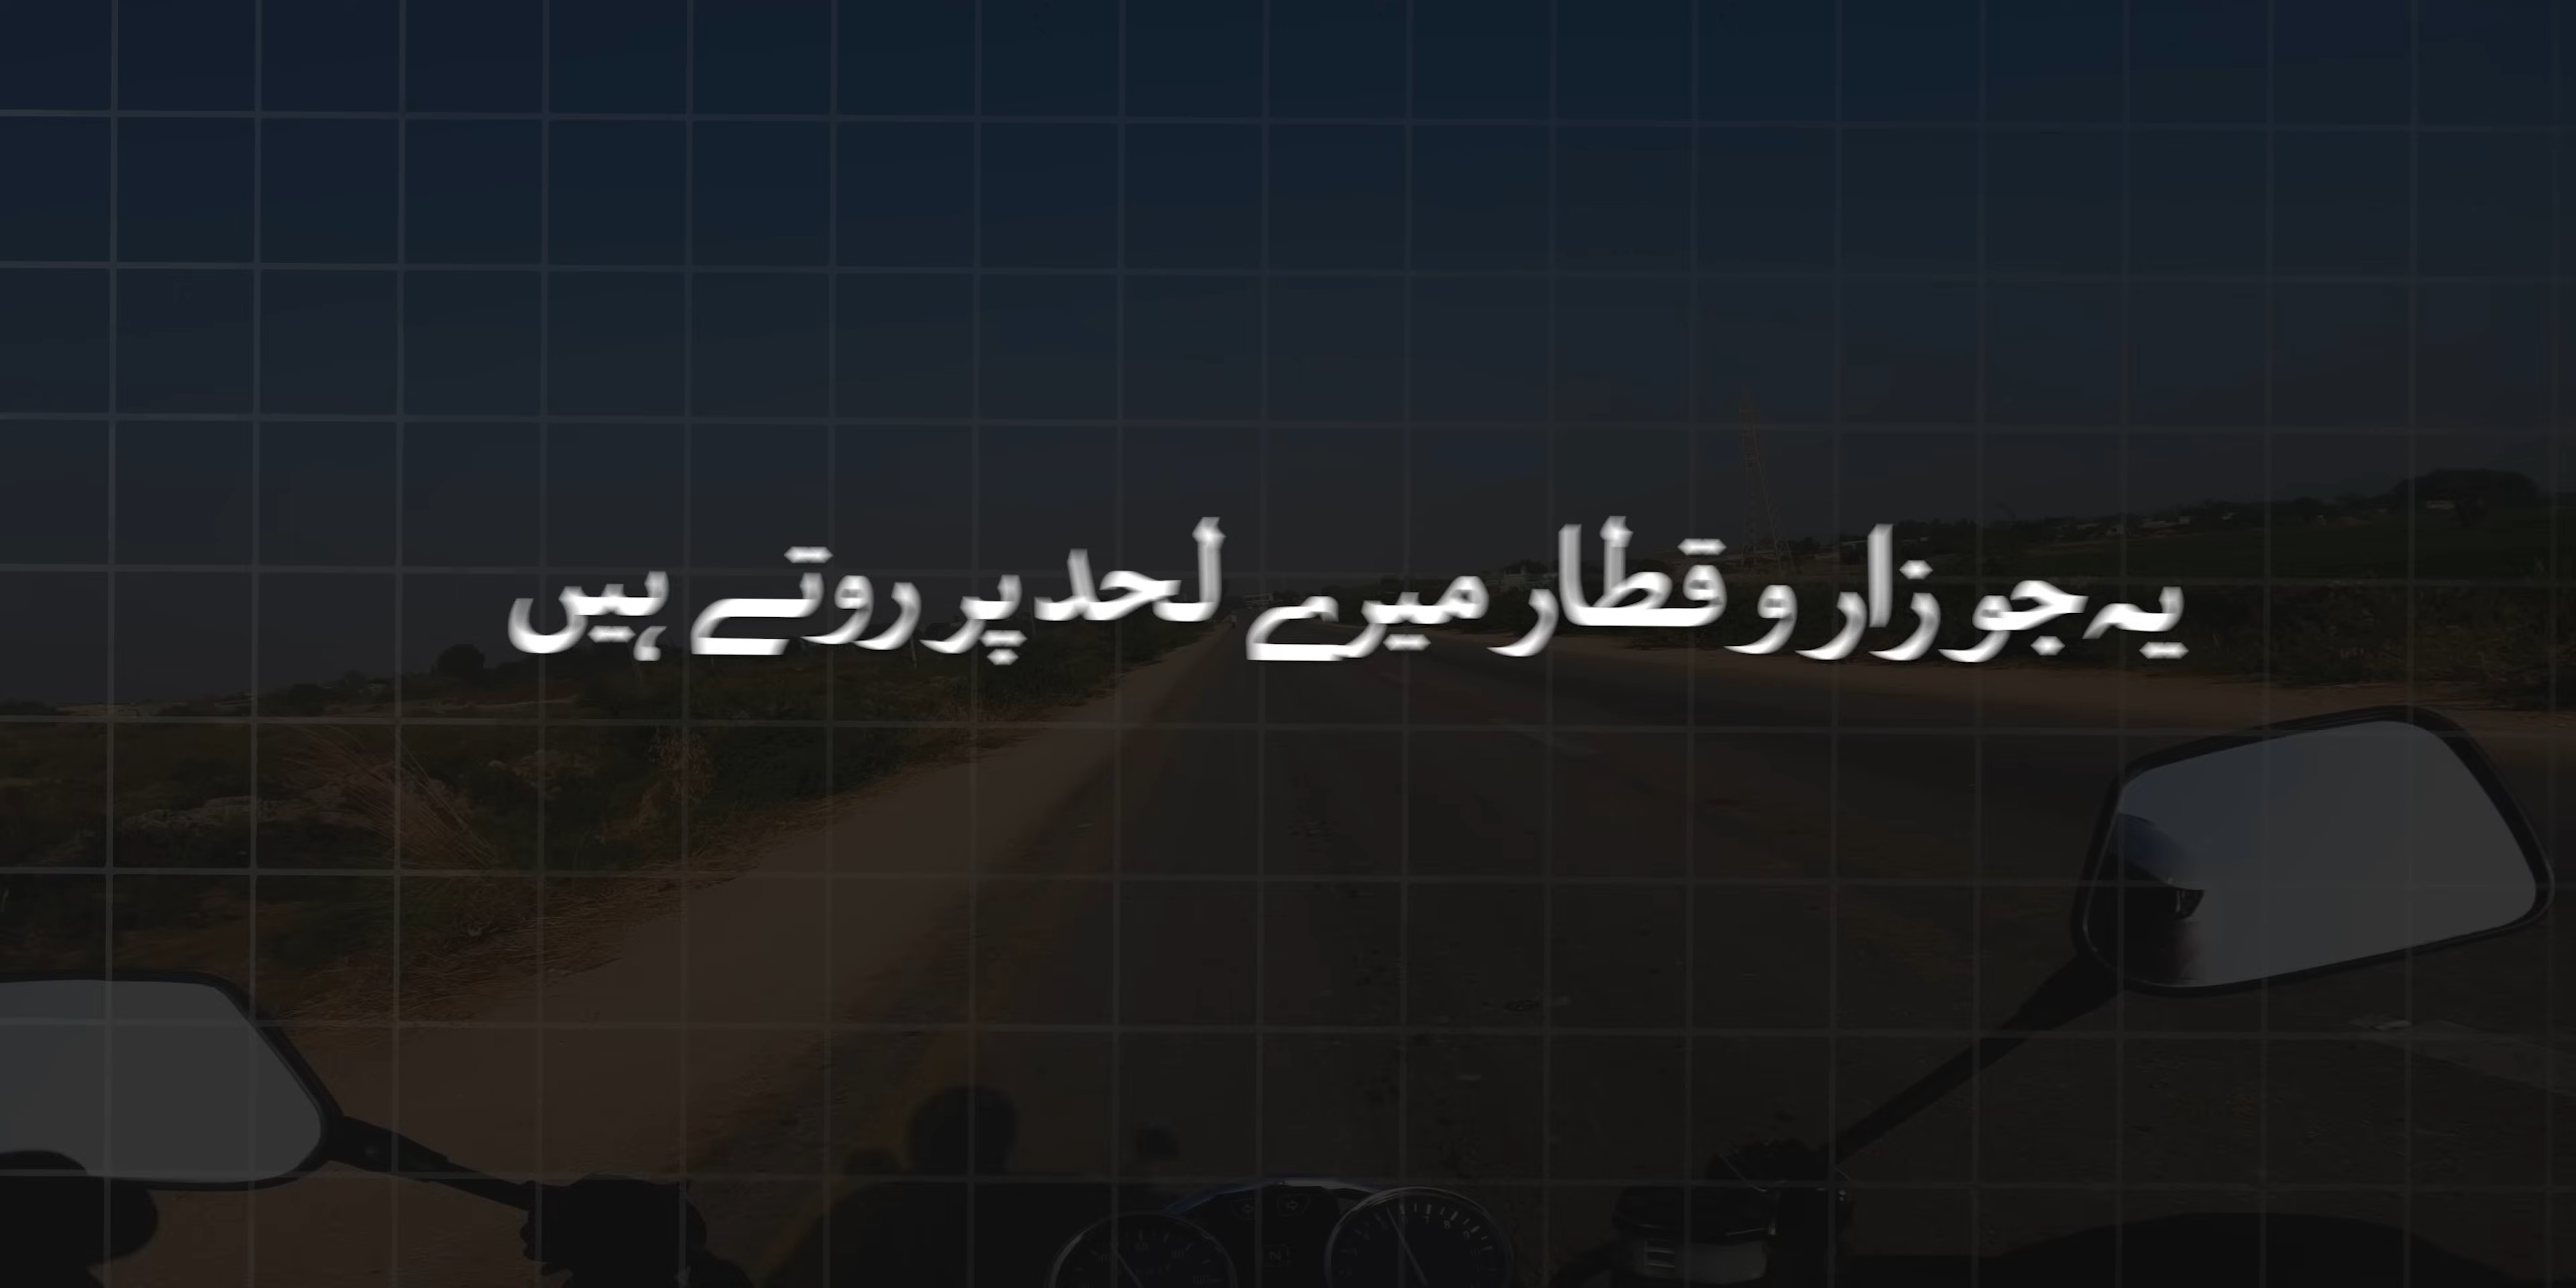 یہ جو زار و قطار میرے لحد پر روتے ہیں